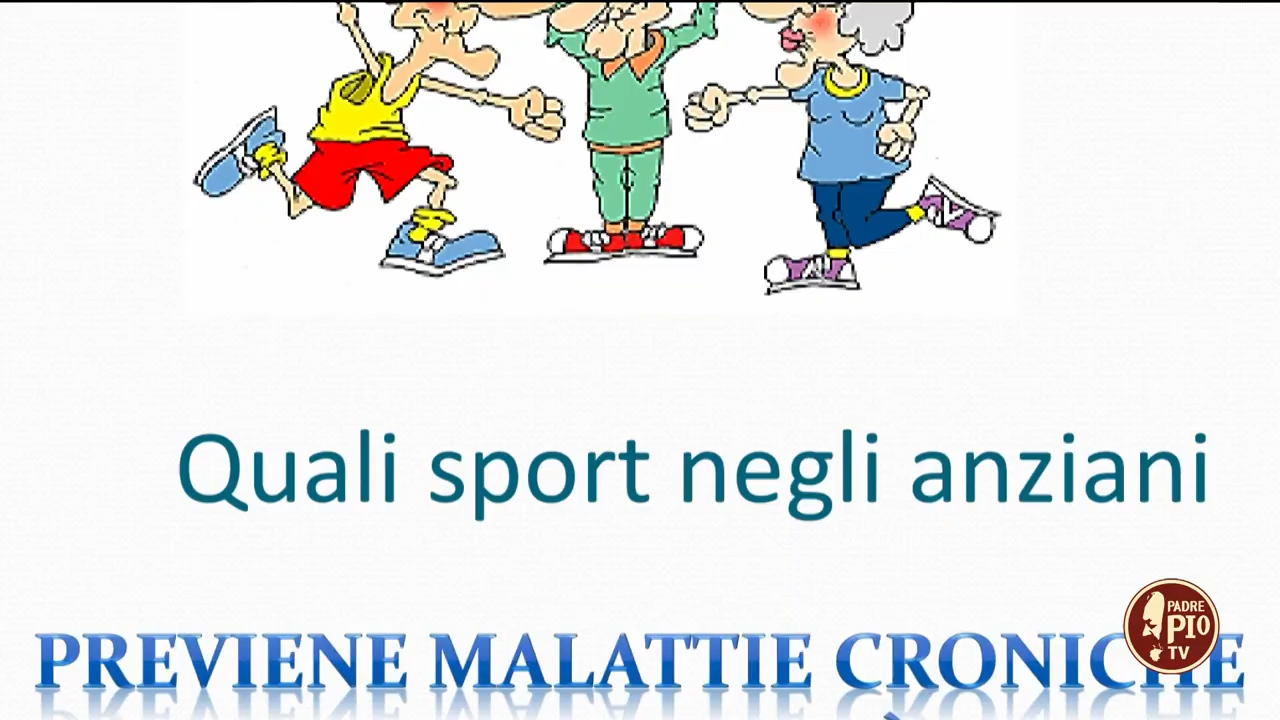 Quali sport negli anziani
PREVIENE MALATTIE CRONICHE
PADRE
PIO
TV